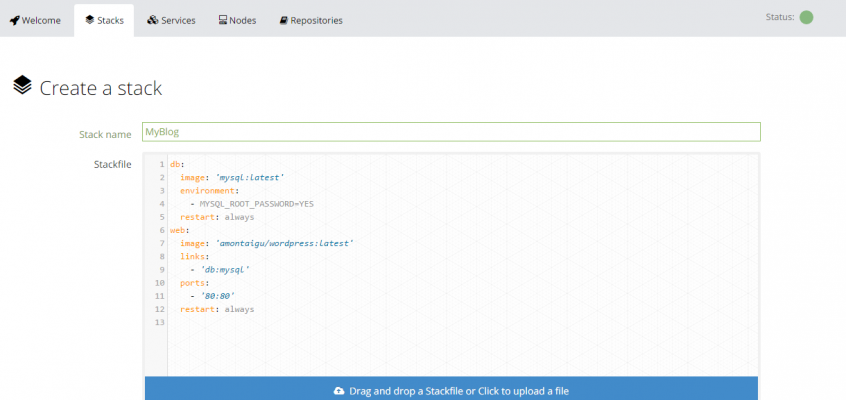 Welcome Stacks Services Nodes Repositories Status:
Create a stack
Stack name MyBlog
Stackfile
1 db:
2   image: 'mysql:latest'
3   environment:
4     - MYSQL_ROOT_PASSWORD=YES
5   restart: always
6 web:
7   image: 'amontaigu/wordpress:latest'
8   links:
9     - 'db:mysql'
10   ports:
11     - '80:80'
12   restart: always
13
Drag and drop a Stackfile or Click to upload a file